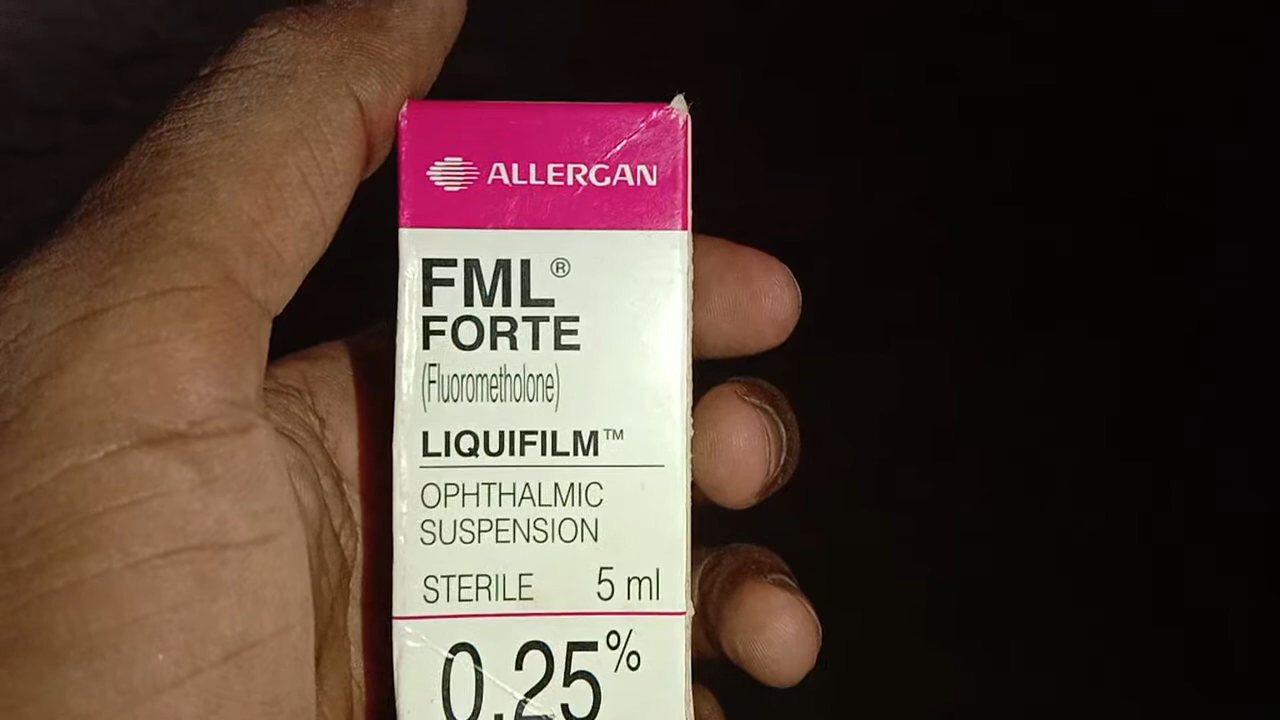 ALLERGAN
FML®
FORTE
(Fluorometholone)
LIQUIFILM™
OPHTHALMIC
SUSPENSION
STERILE 5 ml
0.25%